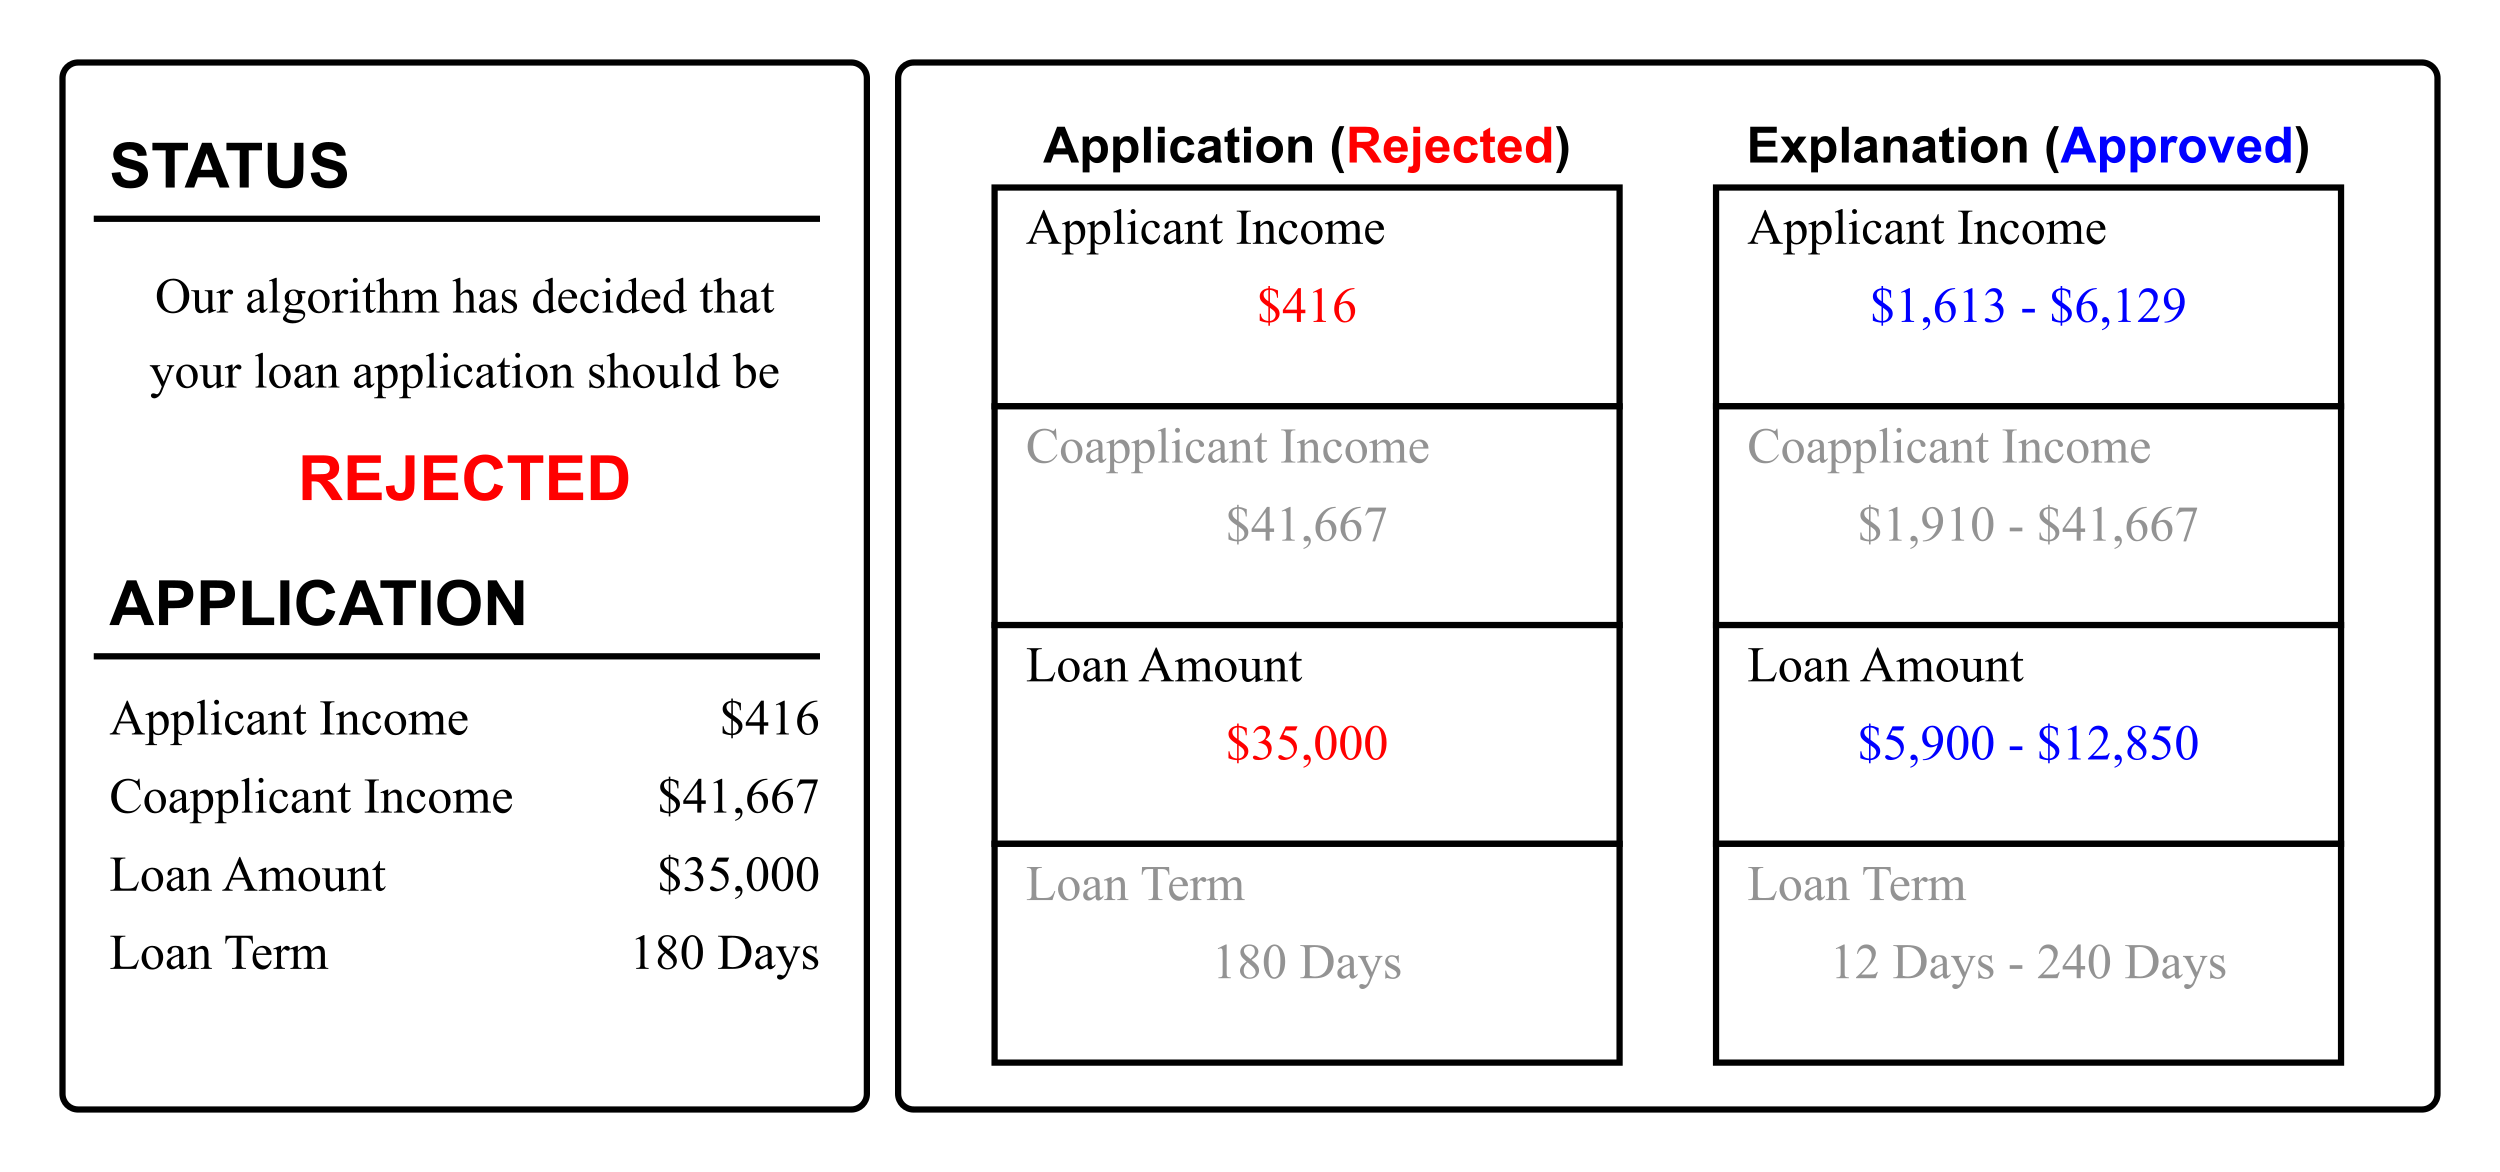 STATUS
Our algorithm has decided that
your loan application should be
REJECTED
APPLICATION
Applicant Income $416
Coapplicant Income $41,667
Loan Amount $35,000
Loan Term 180 Days
Application (Rejected)
Applicant Income
$416
Coapplicant Income
$41,667
Loan Amount
$35,000
Loan Term
180 Days
Explanation (Approved)
Applicant Income
$1,613 - $6,129
Coapplicant Income
$1,910 - $41,667
Loan Amount
$5,900 - $12,850
Loan Term
12 Days - 240 Days